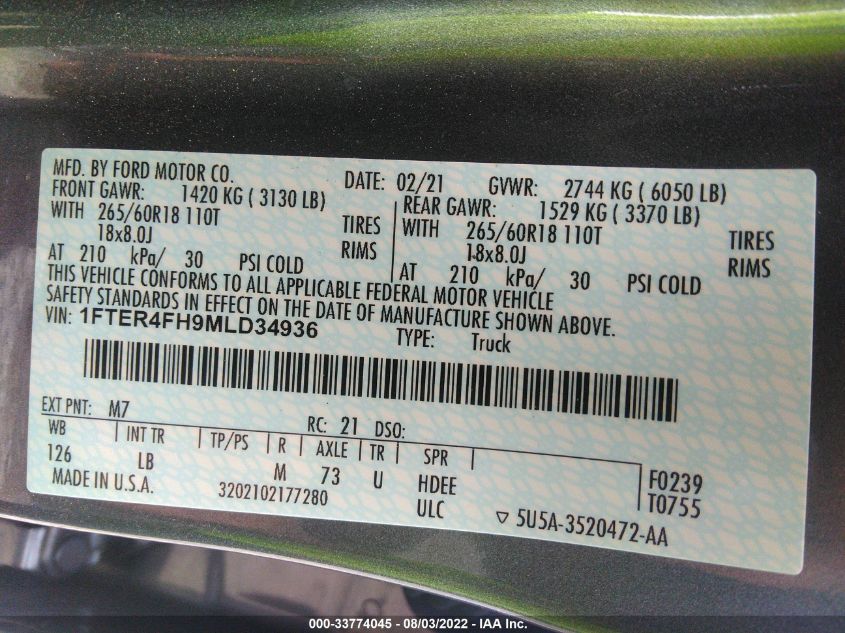 MFD. BY FORD MOTOR CO. DATE: 02/21 GVWR: 2744 KG ( 6050 LB)
FRONT GAWR: 1420 KG ( 3130 LB) REAR GAWR: 1529 KG ( 3370 LB)
WITH 265/60R18 110T TIRES WITH 265/60R18 110T TIRES
18x8.0J RIMS 18x8.0J RIMS
AT 210 kPa/ 30 PSI COLD AT 210 kPa/ 30 PSI COLD
THIS VEHICLE CONFORMS TO ALL APPLICABLE FEDERAL MOTOR VEHICLE
SAFETY STANDARDS IN EFFECT ON THE DATE OF MANUFACTURE SHOWN ABOVE.
VIN: 1FTER4FH9MLD34936 TYPE: Truck
EXT PNT: M7 RC: 21 DSO:
WB INT TR TP/PS R AXLE TR SPR
126 LB M 73 U HDEE F0239
MADE IN U.S.A. 3202102177280 ULC T0755
5U5A-3520472-AA
000-33774045 - 08/03/2022 - IAA Inc.